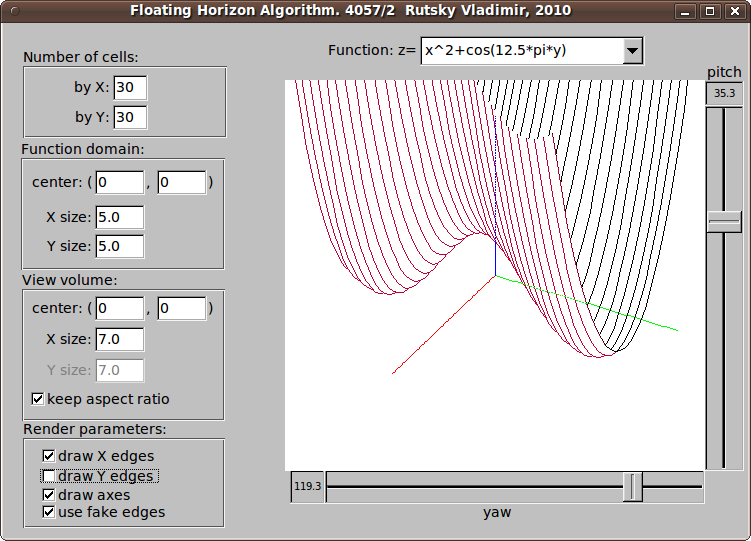 Floating Horizon Algorithm. 4057/2 Rutsky Vladimir, 2010
Number of cells:
by X: 30
by Y: 30
Function domain:
center: ( 0 , 0 )
X size: 5.0
Y size: 5.0
View volume:
center: ( 0 , 0 )
X size: 7.0
Y size: 7.0
keep aspect ratio
Render parameters:
draw X edges
draw Y edges
draw axes
use fake edges
Function: z= x^2+cos(12.5*pi*y)
pitch
35.3
119.3
yaw